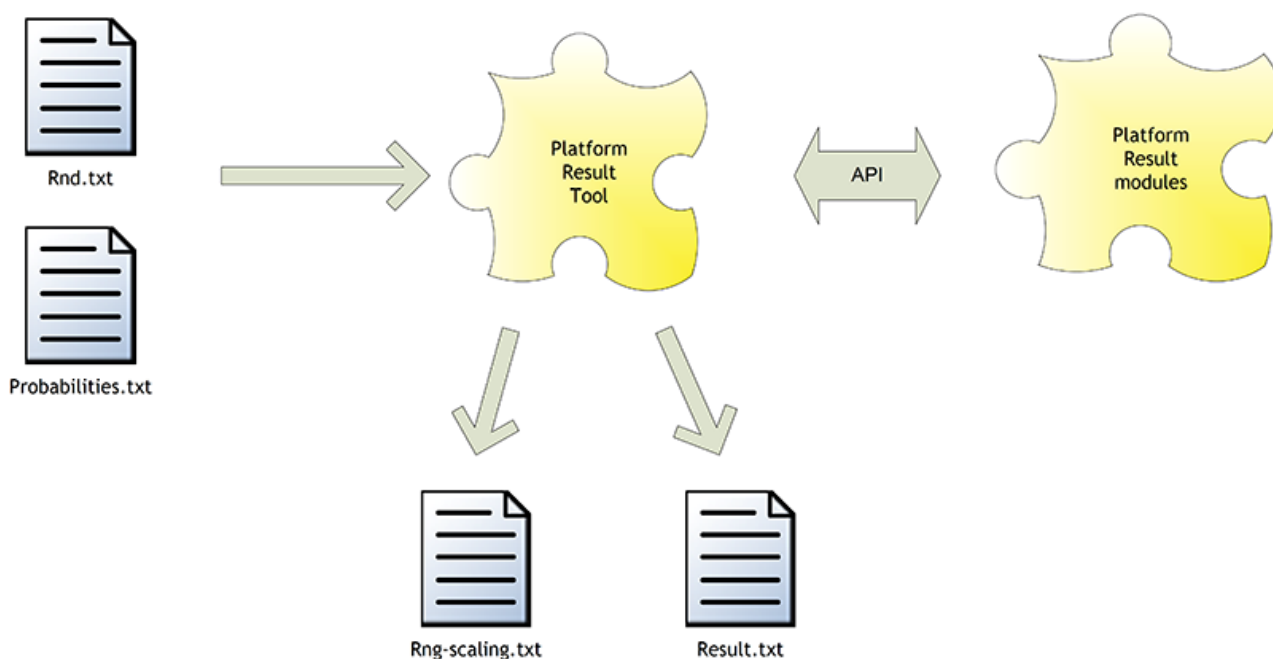 Rnd.txt
Probabilities.txt
Platform
Result
Tool
API
Platform
Result
modules
Rng-scaling.txt
Result.txt